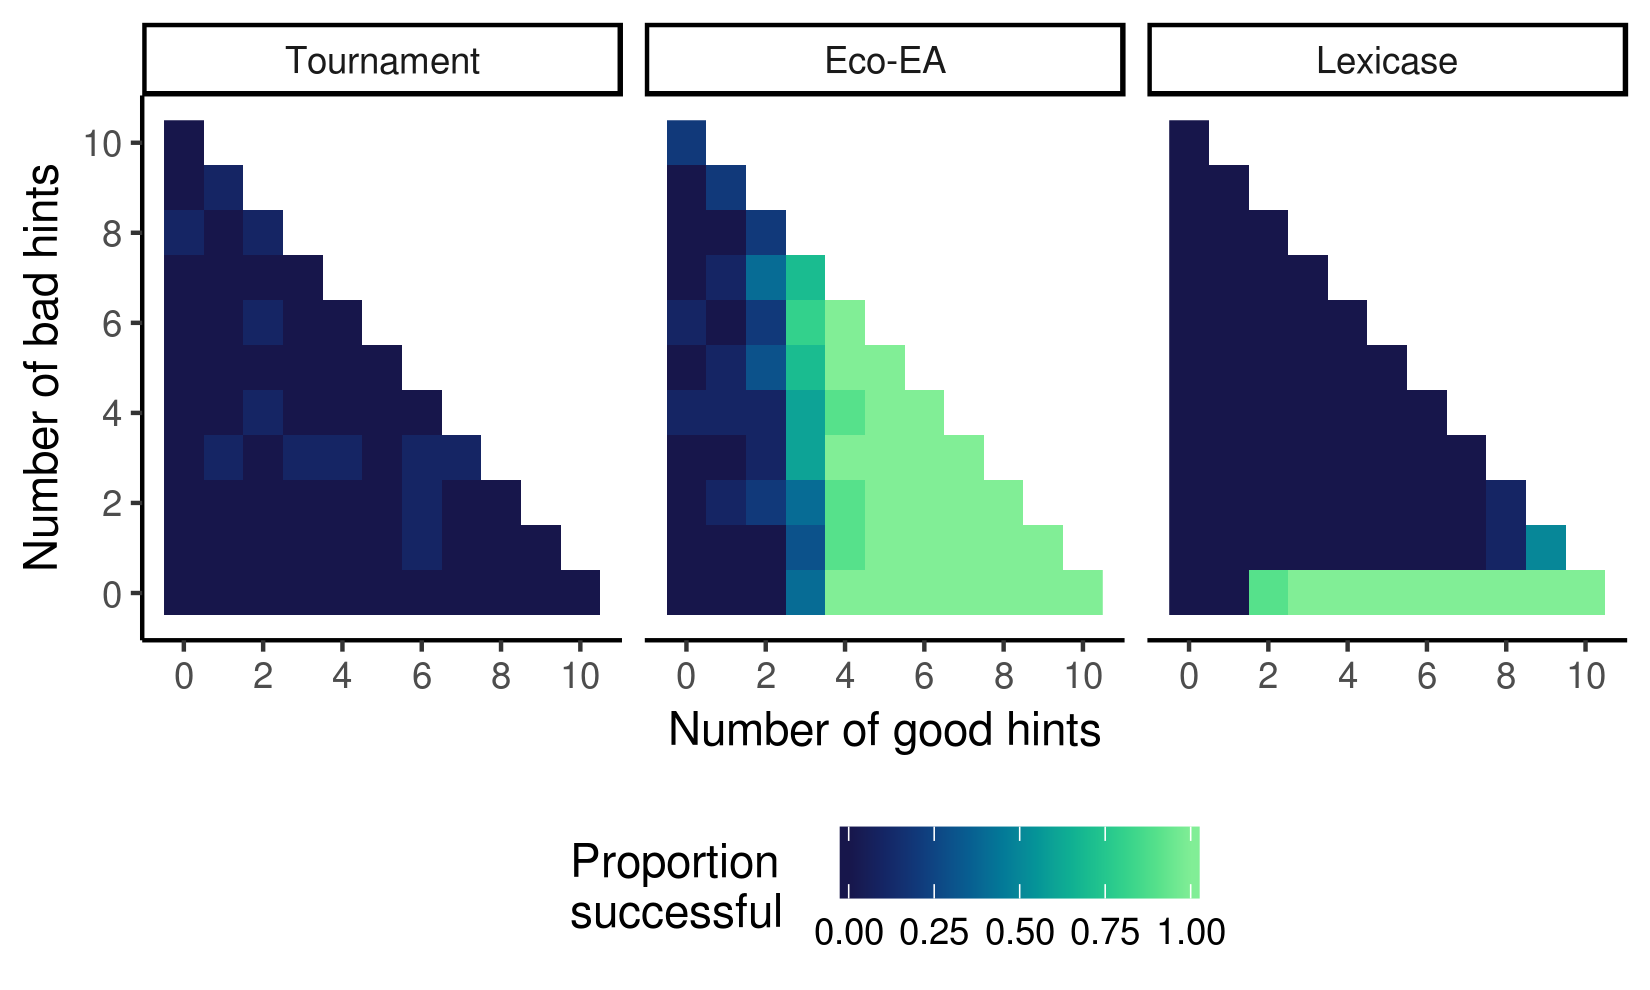 Tournament
Eco-EA
Lexicase
Number of bad hints
10
8
6
4
2
0
0 2 4 6 8 10
0 2 4 6 8 10
0 2 4 6 8 10
Number of good hints
Proportion
successful
0.00 0.25 0.50 0.75 1.00